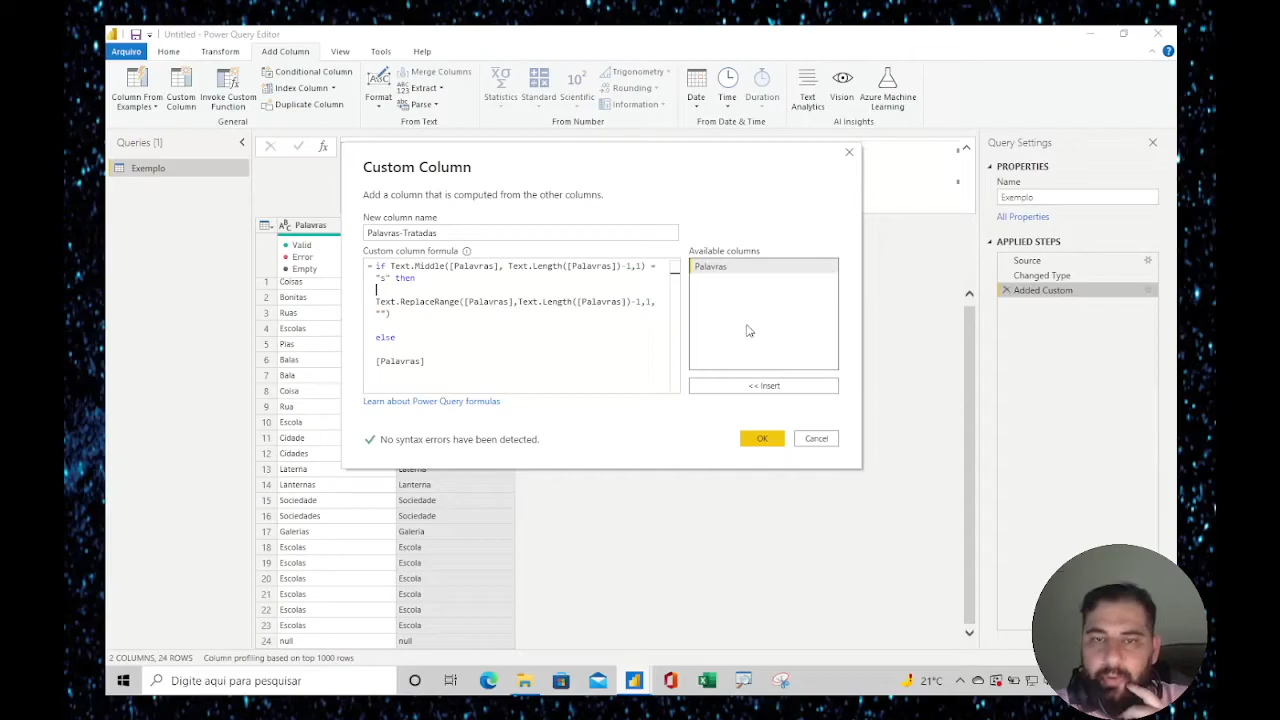 Untitled - Power Query Editor
Arquivo Home Transform Add Column View Tools Help
Column From Examples
Custom Column
Invoke Custom Function
Conditional Column
Index Column
Duplicate Column
General
Format
Merge Columns
Extract
Parse
From Text
Statistics
Standard
Scientific
Trigonometry
Rounding
Information
From Number
Date
Time
Duration
From Date & Time
Text Analytics
Vision
Azure Machine Learning
AI Insights
Queries [1]
Exemplo
Palavras
Valid
Error
Empty
1 Coisas
2 Bonitas
3 Ruas
4 Escolas
5 Pias
6 Balas
7 Bala
8 Coisa
9 Rua
10 Escola
11 Cidade
12 Cidades
13 Laterna Laterna
14 Lanternas Lanterna
15 Sociedade Sociedade
16 Sociedades Sociedade
17 Galerias Galeria
18 Escolas Escola
19 Escolas Escola
20 Escolas Escola
21 Escolas Escola
22 Escolas Escola
23 Escolas Escola
24 null null
Custom Column
Add a column that is computed from the other columns.
New column name
Palavras-Tratadas
Custom column formula
= if Text.Middle([Palavras], Text.Length([Palavras])-1,1) =
"s" then
Text.ReplaceRange([Palavras],Text.Length([Palavras])-1,1,
"")
else
[Palavras]
Available columns
Palavras
<< Insert
Learn about Power Query formulas
No syntax errors have been detected.
OK
Cancel
Query Settings
PROPERTIES
Name
Exemplo
All Properties
APPLIED STEPS
Source
Changed Type
Added Custom
2 COLUMNS, 24 ROWS Column profiling based on top 1000 rows
Digite aqui para pesquisar
21°C